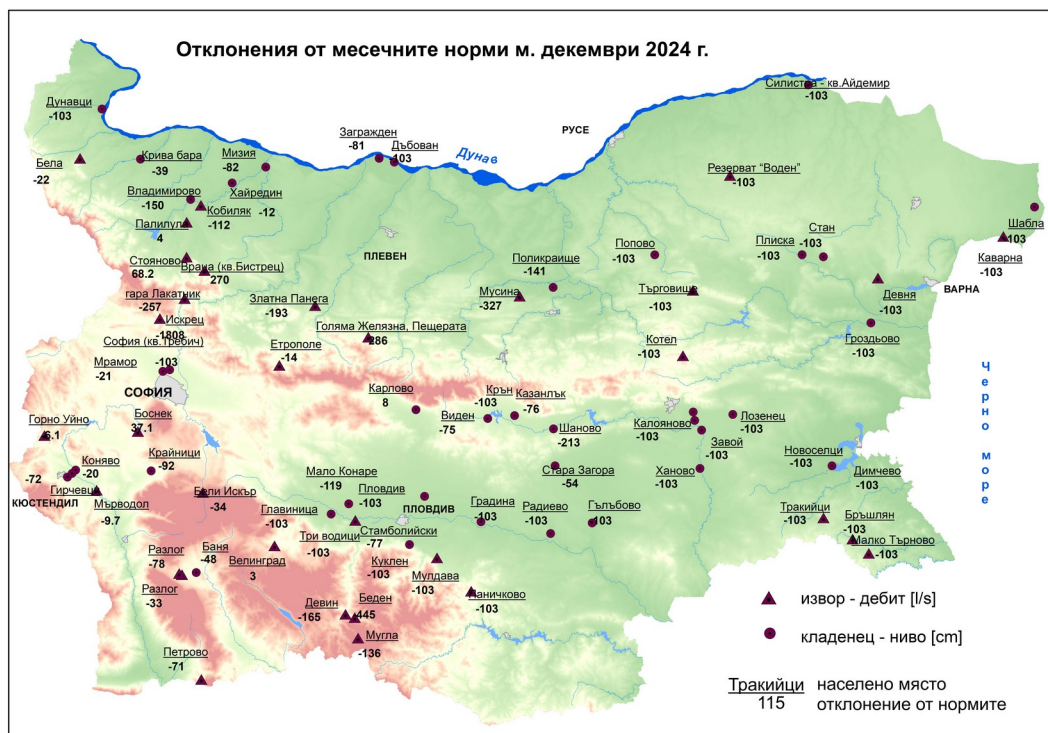 Отклонения от месечните норми м. декември 2024 г.
Дунавци
-103
Силистра - кв.Айдемир
-103
РУСЕ
Загражден
-81
Дъбован
103
Дунав
Бела
-22
Крива бара
-39
Мизия
-82
Хайредин
-12
Резерват "Воден"
-103
Владимирово
-150
Кобиляк
-112
Палилула
4
Шабла
103
Каварна
-103
Стан
-103
Плиска
-103
Попово
-103
Стояново
68.2
Врана (кв.Бистрец)
270
ПЛЕВЕН
Поликраище
-141
Мусина
-327
Търговище
-103
Девня
-103
ВАРНА
гара Лакатник
-257
Златна Панега
-193
Искрец
-1808
Голяма Желязна, Пещерата
286
Гроздьово
-103
София (кв.Требич)
-103
Мрамор
-21
Етрополе
-14
Котел
-103
СОФИЯ
Карлово
8
Крън
-103
Казанлък
-76
Виден
-75
Шаново
-213
Черно море
Горно Уйно
6.1
Боснек
37.1
Калояново
-103
Лозенец
-103
Завой
-103
Коняво
-20
-72
Гирчевци
КЮСТЕНДИЛ
Крайници
-92
Стара Загора
-54
Ханово
-103
Новоселци
-103
Димчево
-103
Мърводол
-9.7
Бели Искър
-34
Мало Конаре
-119
Пловдив
-103
ПЛОВДИВ
Главиница
-103
Градина
-103
Радиево
-103
Гълъбово
-103
Тракийци
-103
Бръшлян
-103
Малко Търново
-103
Три водици
-103
Стамболийски
-77
Разлог
-78
Баня
-48
Велинград
3
Куклен
-103
Мулдава
-103
Паничково
-103
Разлог
-33
Девин
-165
Беден
-445
Мугла
-136
Петрово
-71
извор - дебит [l/s]
кладенец - ниво [cm]
Тракийци населено място
115 отклонение от нормите